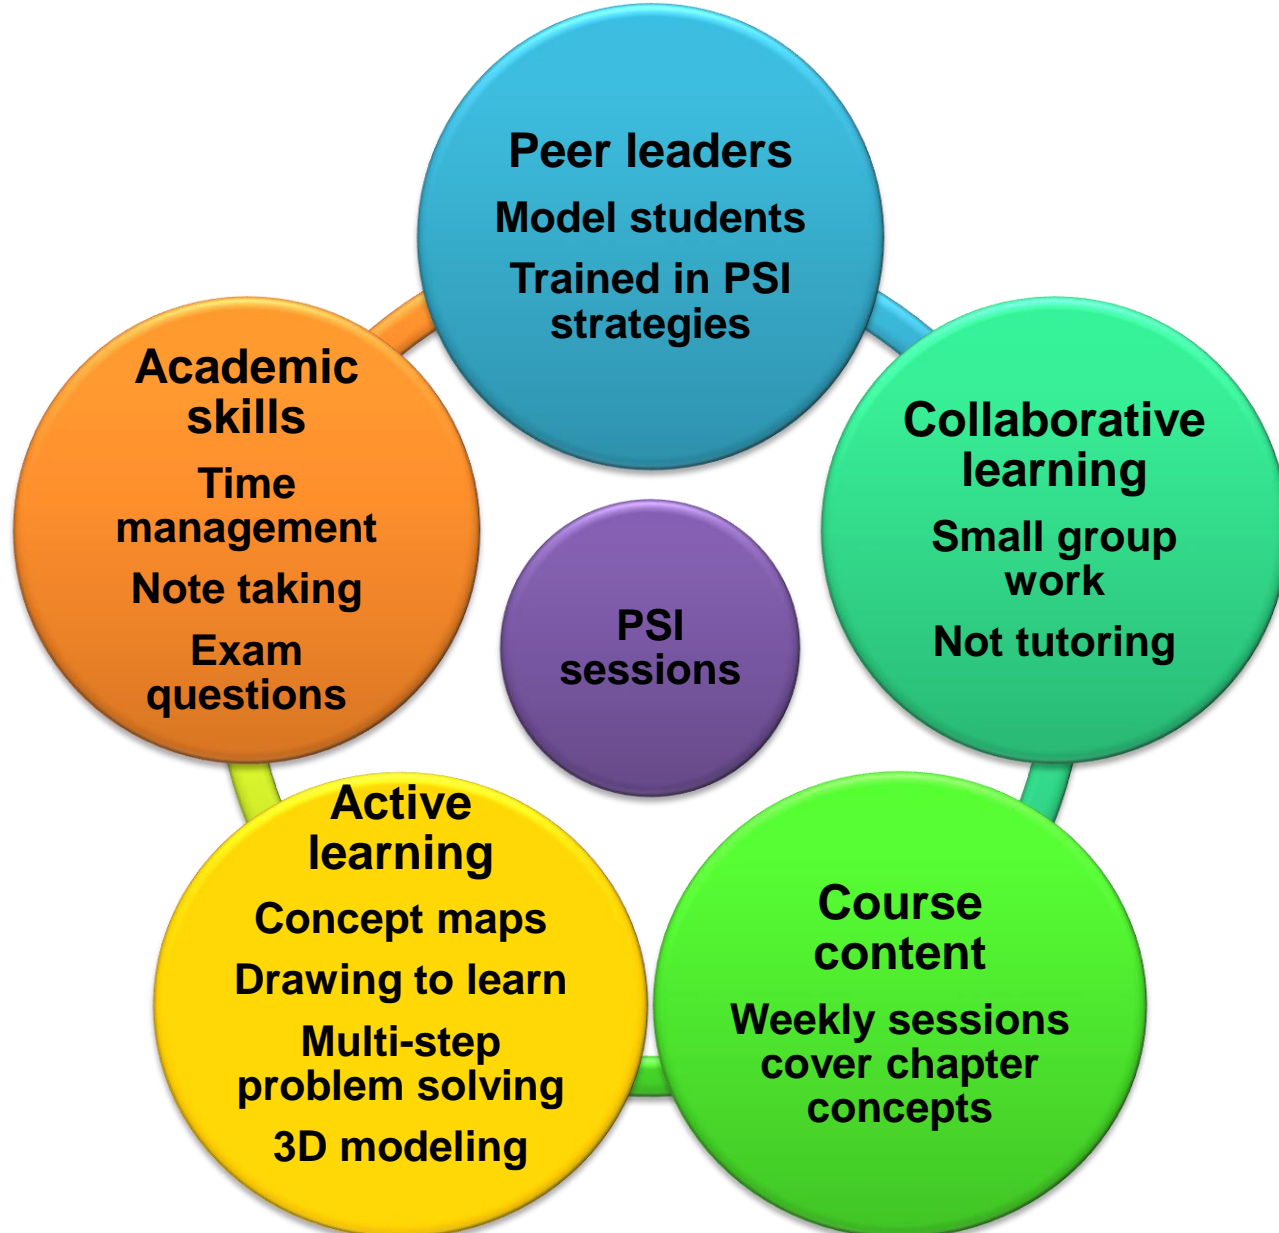 Peer leaders
Model students
Trained in PSI
strategies
Collaborative
learning
Small group
work
Not tutoring
Course
content
Weekly sessions
cover chapter
concepts
Active
learning
Concept maps
Drawing to learn
Multi-step
problem solving
3D modeling
Academic
skills
Time
management
Note taking
Exam
questions
PSI
sessions